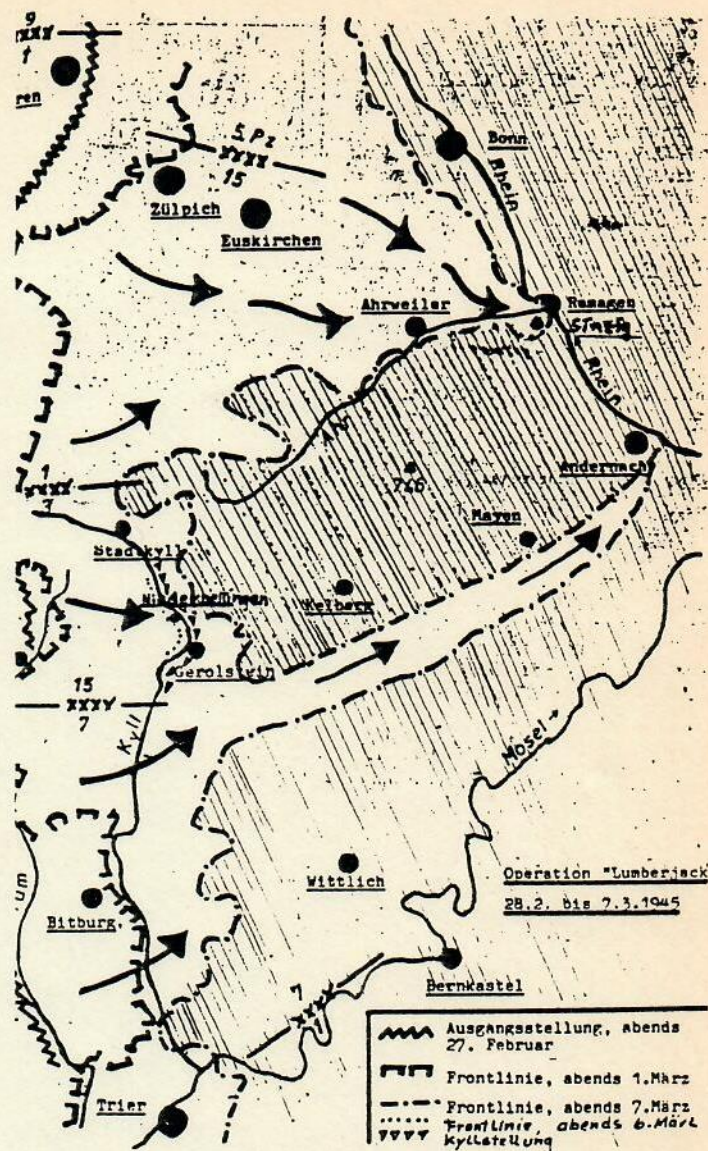 9
XXXX
1
ren
5.Pz
XXXX
15
Zülpich
Euskirchen
Bonn
Rhein
Ahrweiler
Remagen
Rhein
Ahr
1
XXXX
7
Andernach
Mayen
Stadtkyll
Kelberg
Gerolstein
15
XXXX
7
Kyll
Mosel→
Wittlich
Bitburg
Bernkastel
7
XXXX
Trier
Operation "Lumberjack
28.2. bis 7.3.1945
Ausgangsstellung, abends
27. Februar
Frontlinie, abends 1.März
Frontlinie, abends 7.März
Frontlinie, abends 6.März
Kyllstellung